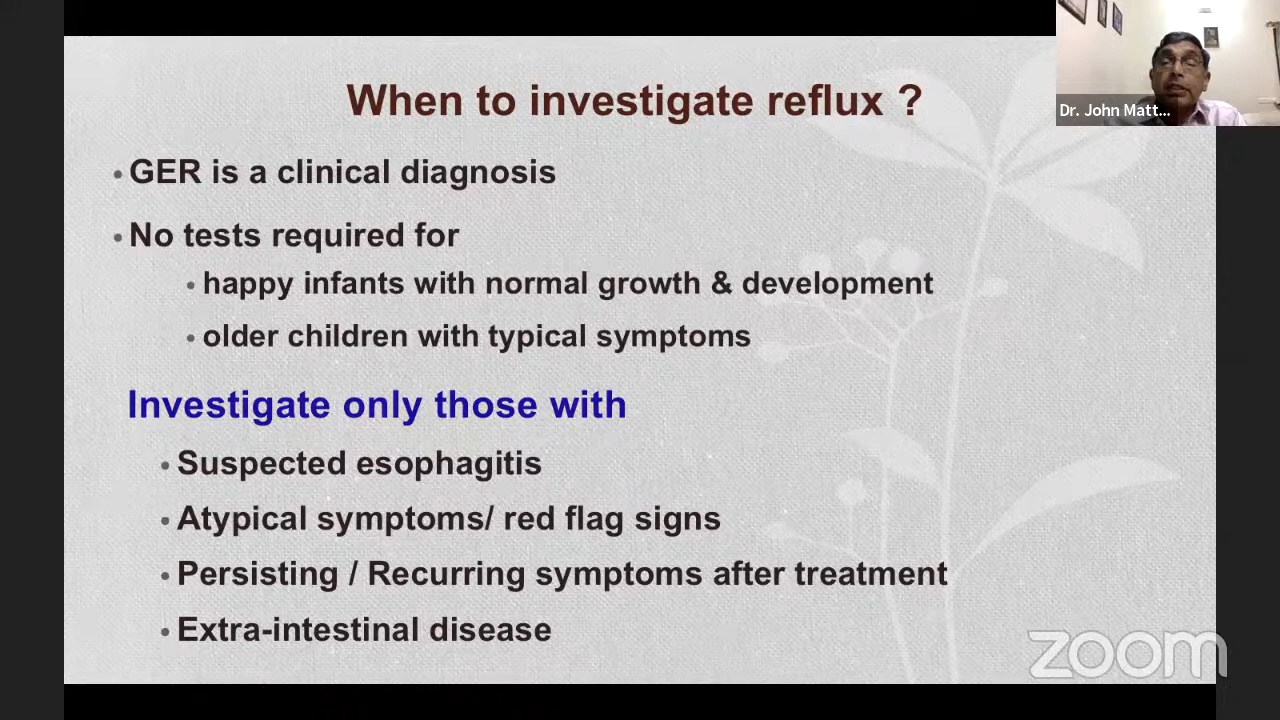 When to investigate reflux ?
Dr. John Matt...
• GER is a clinical diagnosis
• No tests required for
• happy infants with normal growth & development
• older children with typical symptoms
Investigate only those with
• Suspected esophagitis
• Atypical symptoms/ red flag signs
• Persisting / Recurring symptoms after treatment
• Extra-intestinal disease
zoom